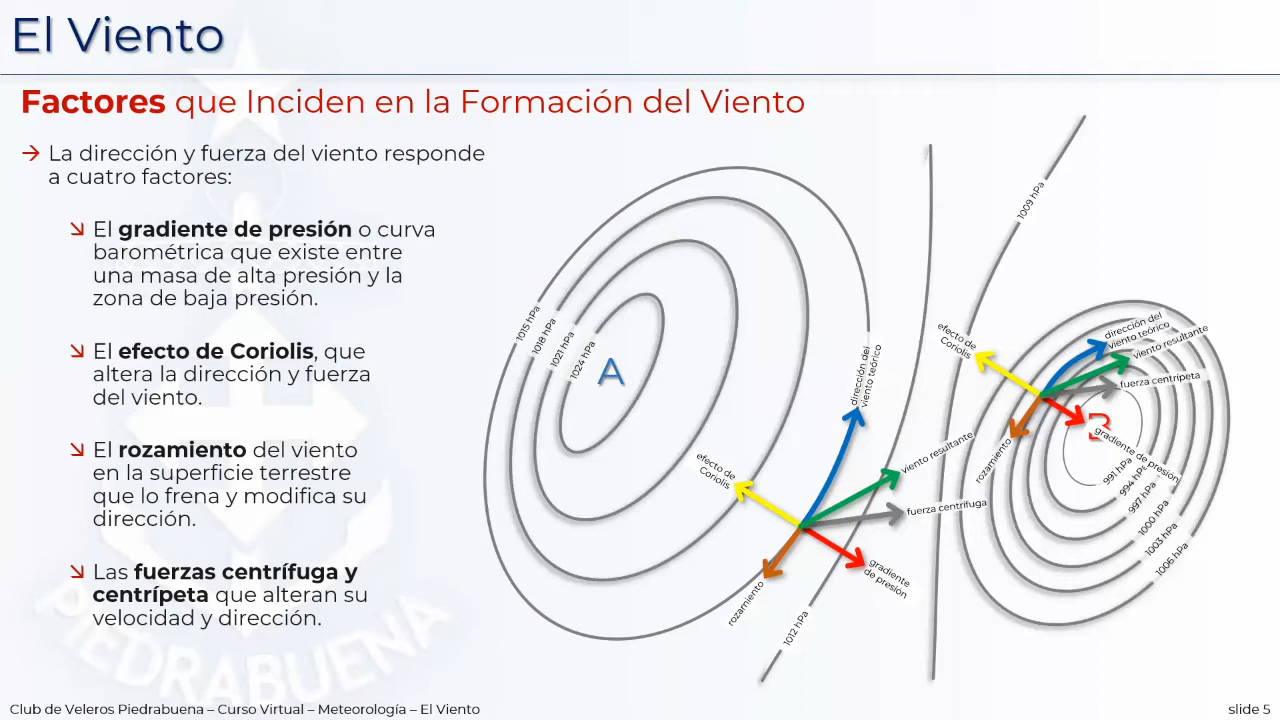 El Viento
Factores que Inciden en la Formación del Viento
La dirección y fuerza del viento responde
a cuatro factores:
El gradiente de presión o curva
barométrica que existe entre
una masa de alta presión y la
zona de baja presión.
El efecto de Coriolis, que
altera la dirección y fuerza
del viento.
El rozamiento del viento
en la superficie terrestre
que lo frena y modifica su
dirección.
Las fuerzas centrífuga y
centrípeta que alteran su
velocidad y dirección.
1015 hPa
1018 hPa
1021 hPa
1024 hPa
A
efecto de
Coriolis
dirección del
viento teórico
viento resultante
fuerza centrífuga
gradiente
de presión
rozamiento
1012 hPa
1009 hPa
efecto de
Coriolis
dirección del
viento teórico
viento resultante
fuerza centrípeta
B
gradiente de presión
rozamiento
991 hPa
994 hPa
997 hPa
1000 hPa
1003 hPa
1006 hPa
PIEDRABUENA
Club de Veleros Piedrabuena – Curso Virtual – Meteorología – El Viento
slide 5